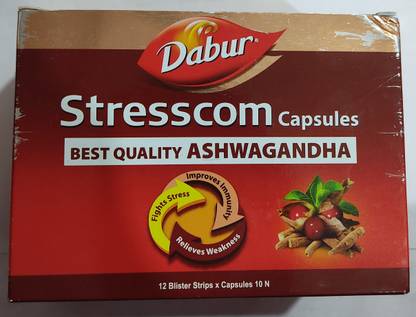 Dabur
Stresscom Capsules
BEST QUALITY ASHWAGANDHA
Fights Stress
Improves Immunity
Relieves Weakness
12 Blister Strips x Capsules 10 N